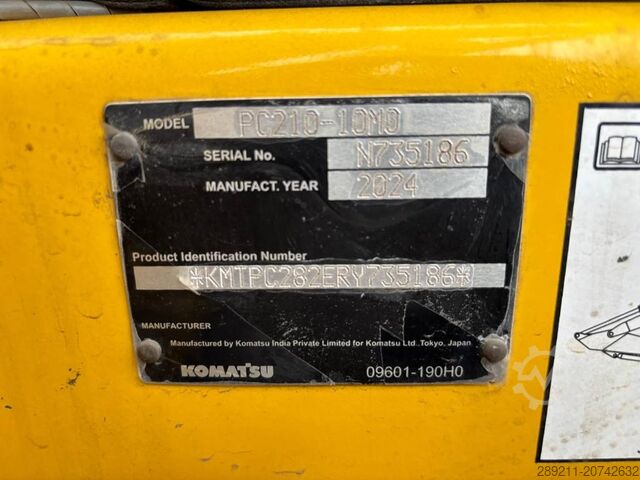 MODEL PC210-10M0
SERIAL No. N735186
MANUFACT. YEAR 2024
Product Identification Number
*KMTPC282ERY735186*
MANUFACTURER
Manufactured by Komatsu India Private Limited for Komatsu Ltd .Tokyo, Japan
KOMATSU 09601-190H0
289211-20742632